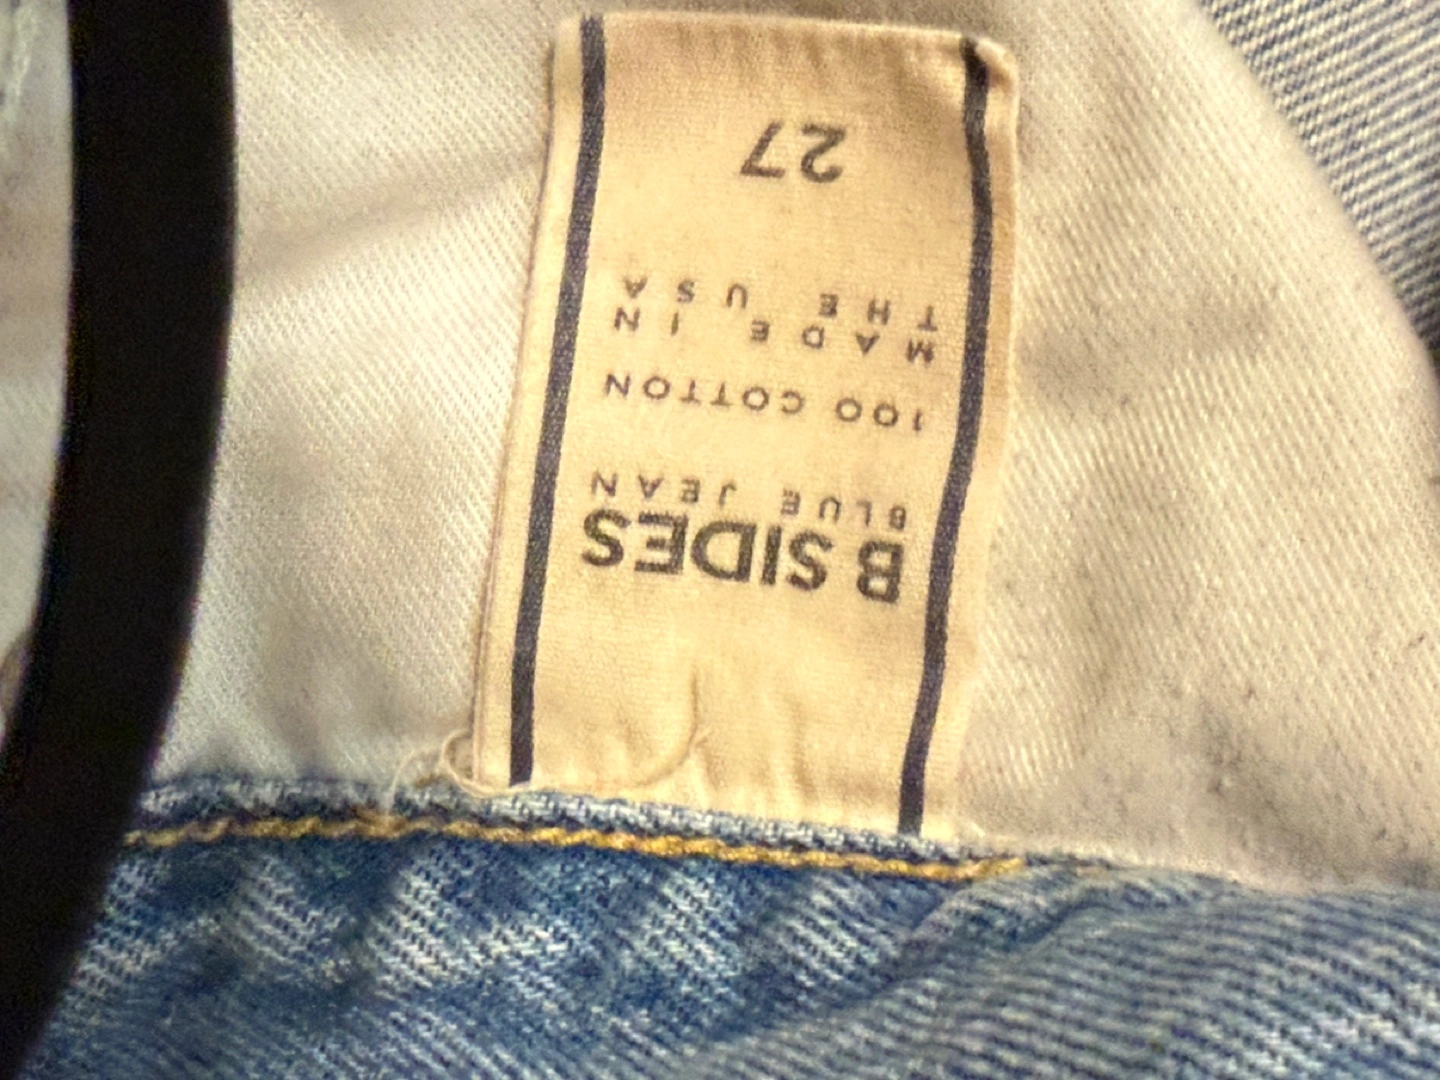 B SIDES
BLUE JEAN
100 COTTON
MADE IN
THE USA
27